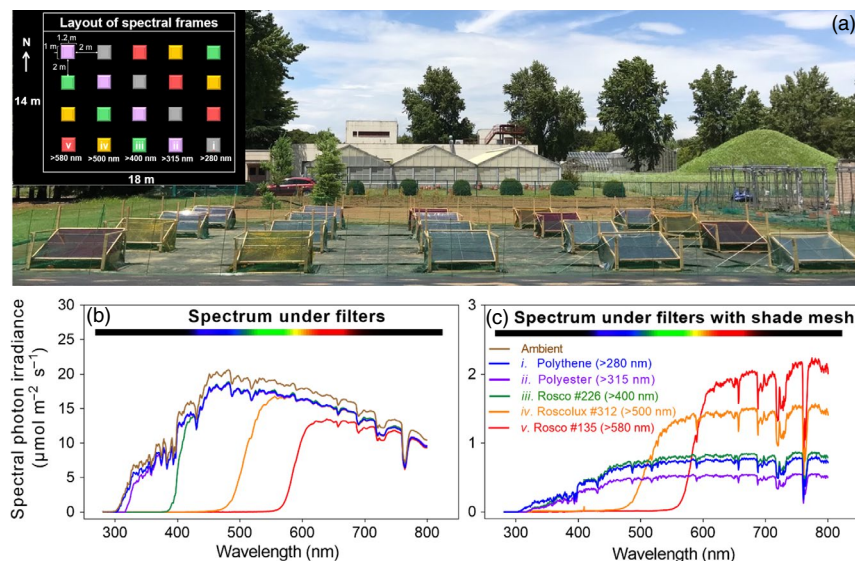 Layout of spectral frames
(a)
N
1.2 m
1 m
2 m
2 m
14 m
v iv iii ii i
>580 nm >500 nm >400 nm >315 nm >280 nm
18 m
(b)
Spectrum under filters
30
25
20
15
10
5
0
300 400 500 600 700 800
Wavelength (nm)
Spectral photon irradiance
(μmol m⁻² s⁻¹)
(c)
Spectrum under filters with shade mesh
Ambient
i. Polythene (>280 nm)
ii. Polyester (>315 nm)
iii. Rosco #226 (>400 nm)
iv. Roscolux #312 (>500 nm)
v. Rosco #135 (>580 nm)
3
2
1
0
300 400 500 600 700 800
Wavelength (nm)